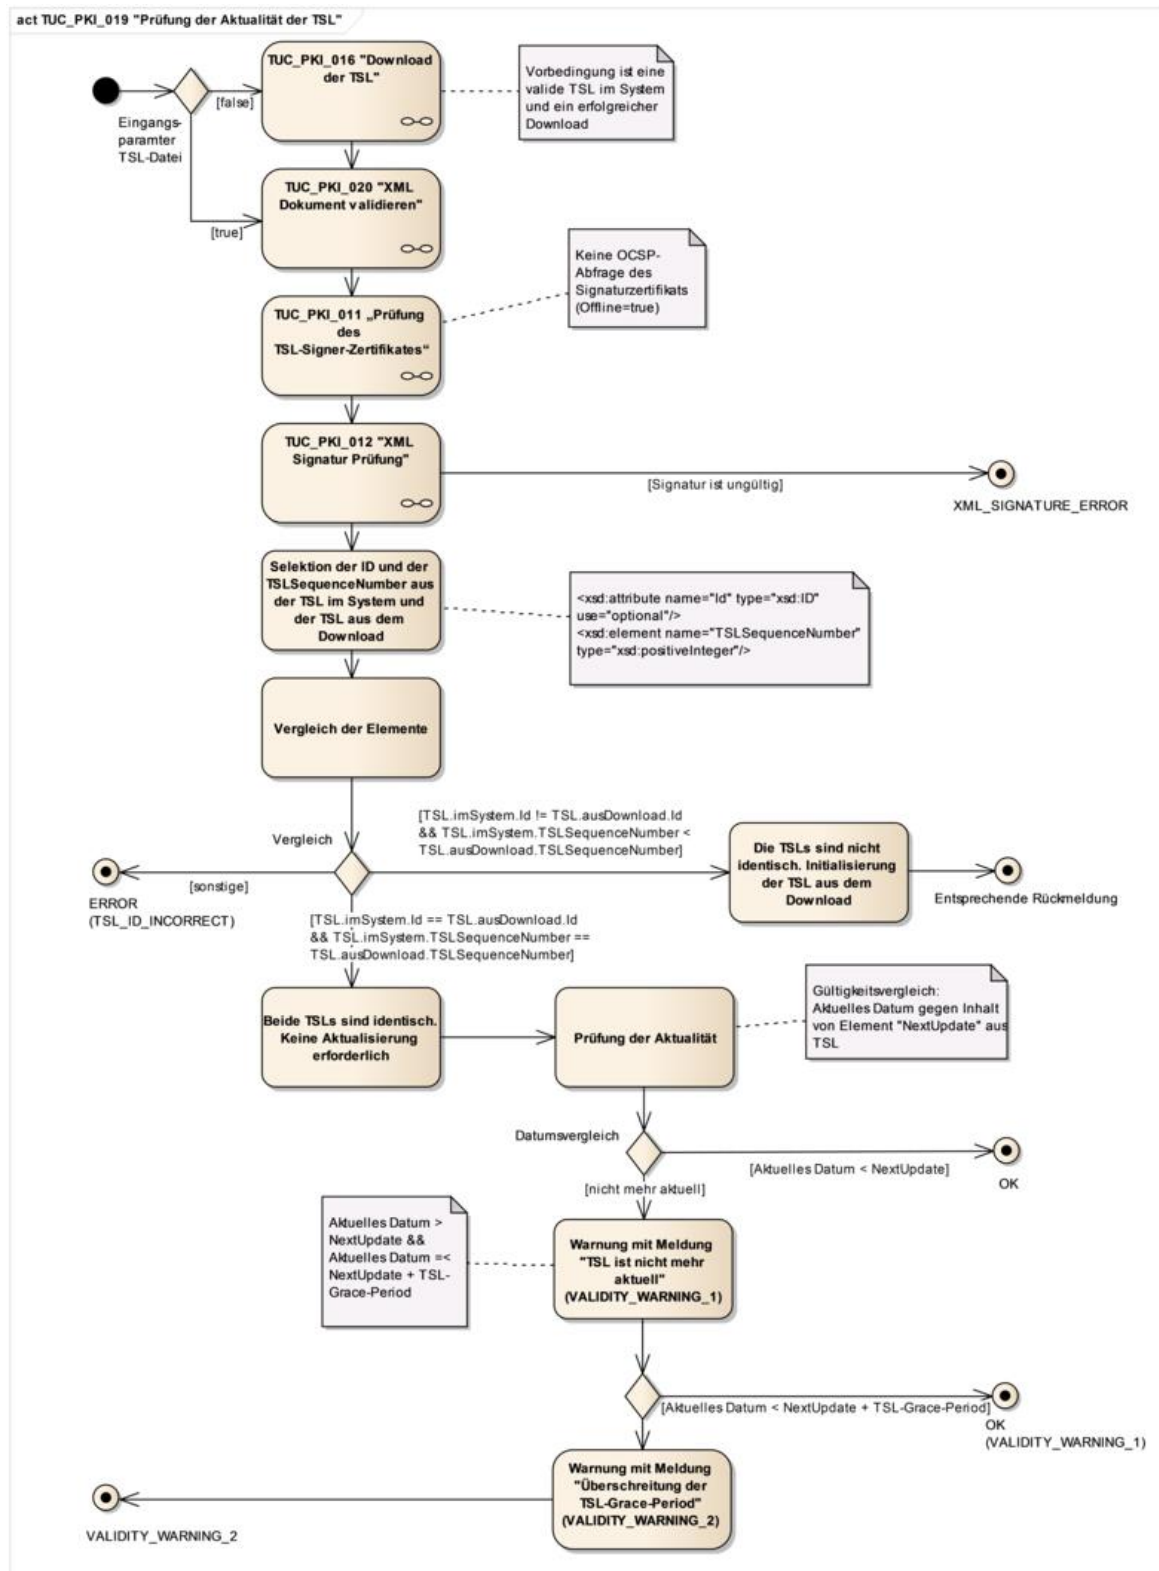 act TUC_PKI_019 "Prüfung der Aktualität der TSL"
TUC_PKI_016 "Download
der TSL"
Vorbedingung ist eine
valide TSL im System
und ein erfolgreicher
Download
[false]
Eingangs-
paramter
TSL-Datei
TUC_PKI_020 "XML
Dokument validieren"
[true]
Keine OCSP-
Abfrage des
Signaturzertifikats
(Offline=true)
TUC_PKI_011 „Prüfung
des
TSL-Signer-Zertifikates“
TUC_PKI_012 "XML
Signatur Prüfung"
[Signatur ist ungültig]
XML_SIGNATURE_ERROR
Selektion der ID und der
TSLSequenceNumber aus
der TSL im System und
der TSL aus dem
Download
<xsd:attribute name="Id" type="xsd:ID"
use="optional"/>
<xsd:element name="TSLSequenceNumber"
type="xsd:positiveInteger"/>
Vergleich der Elemente
[TSL.imSystem.Id != TSL.ausDownload.Id
&& TSL.imSystem.TSLSequenceNumber <
TSL.ausDownload.TSLSequenceNumber]
Vergleich
Die TSLs sind nicht
identisch. Initialisierung
der TSL aus dem
Download
Entsprechende Rückmeldung
[sonstige]
ERROR
(TSL_ID_INCORRECT)
[TSL.imSystem.Id == TSL.ausDownload.Id
&& TSL.imSystem.TSLSequenceNumber ==
TSL.ausDownload.TSLSequenceNumber]
Beide TSLs sind identisch.
Keine Aktualisierung
erforderlich
Prüfung der Aktualität
Gültigkeitsvergleich:
Aktuelles Datum gegen Inhalt
von Element "NextUpdate" aus
TSL
Datumsvergleich
[Aktuelles Datum < NextUpdate]
OK
[nicht mehr aktuell]
Aktuelles Datum >
NextUpdate &&
Aktuelles Datum =<
NextUpdate + TSL-
Grace-Period
Warnung mit Meldung
"TSL ist nicht mehr
aktuell"
(VALIDITY_WARNING_1)
[Aktuelles Datum < NextUpdate + TSL-Grace-Period]
OK
(VALIDITY_WARNING_1)
Warnung mit Meldung
"Überschreitung der
TSL-Grace-Period"
(VALIDITY_WARNING_2)
VALIDITY_WARNING_2